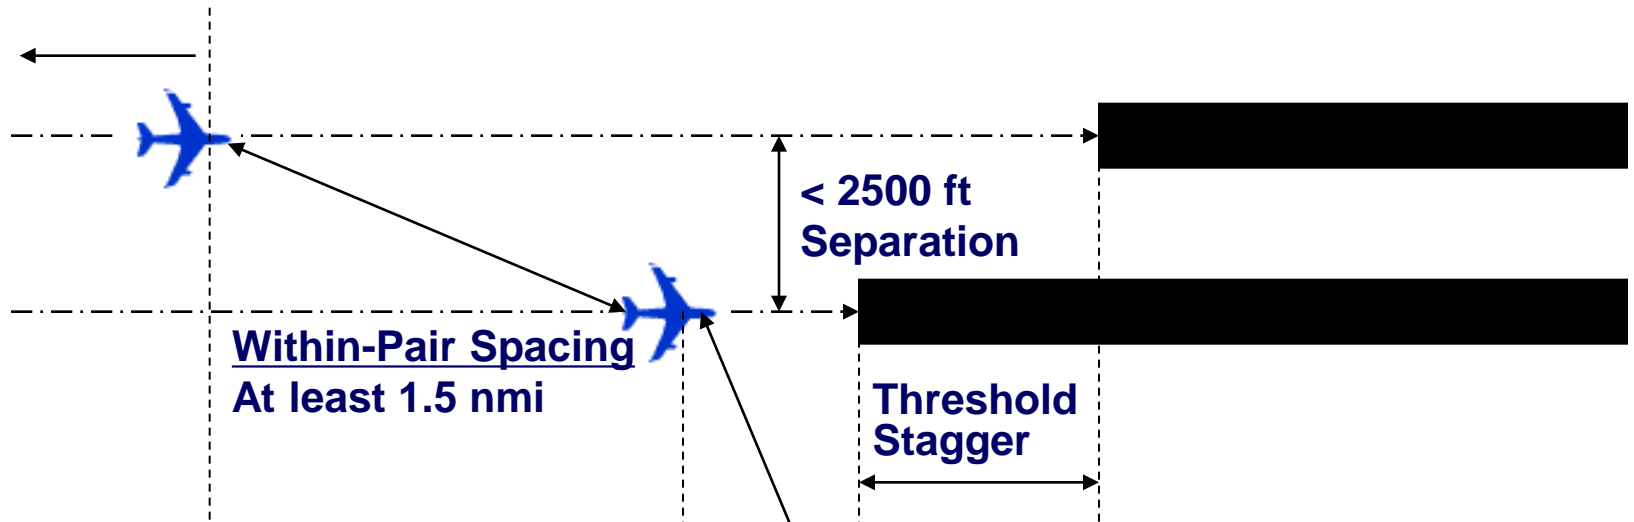 < 2500 ft
Separation
Within-Pair Spacing
At least 1.5 nmi
Threshold
Stagger